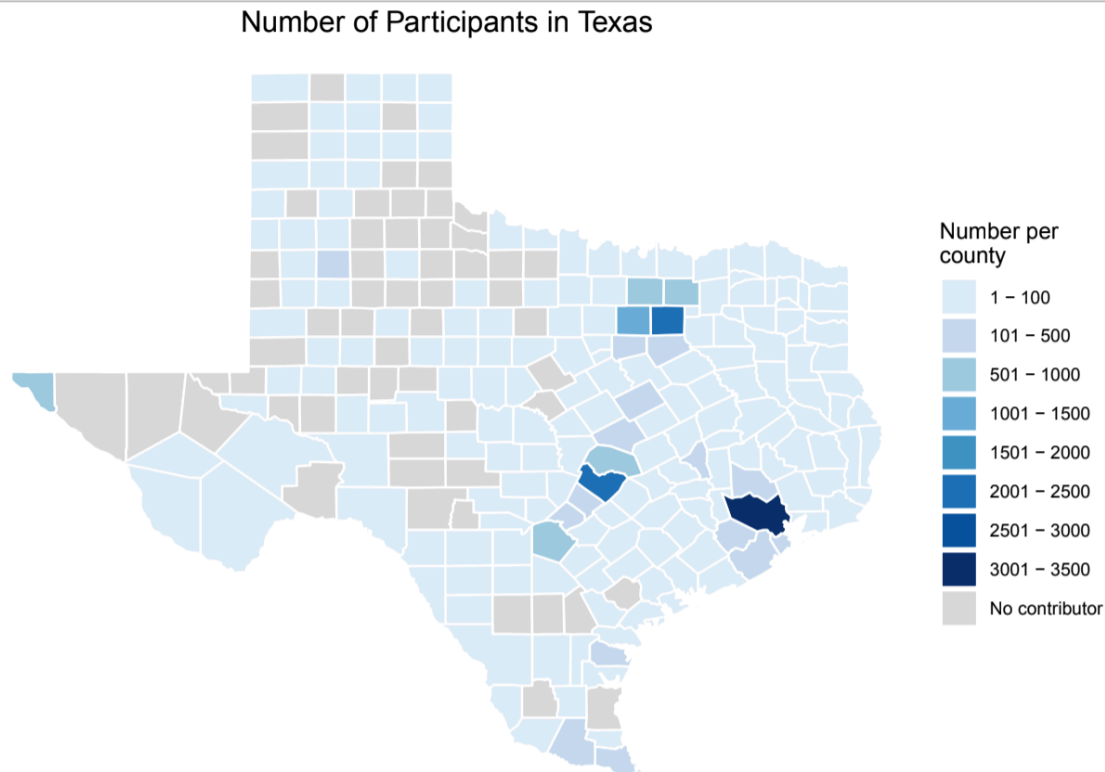 Number of Participants in Texas
Number per
county
1 − 100
101 − 500
501 − 1000
1001 − 1500
1501 − 2000
2001 − 2500
2501 − 3000
3001 − 3500
No contributor